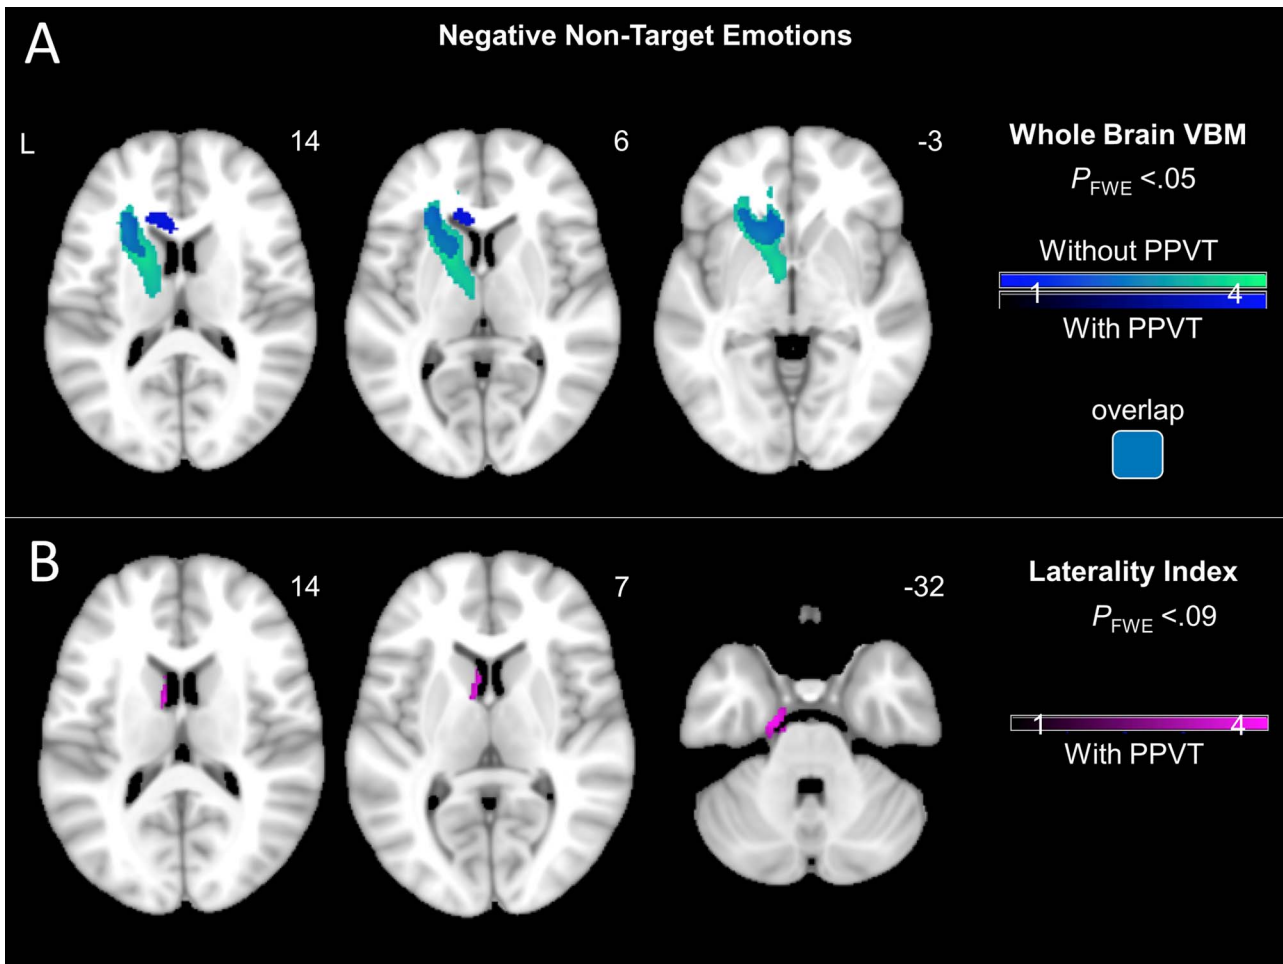 A
Negative Non-Target Emotions
L
14
6
-3
Whole Brain VBM
PFWE <.05
Without PPVT
1 4
With PPVT
overlap
B
14
7
-32
Laterality Index
PFWE <.09
1 4
With PPVT